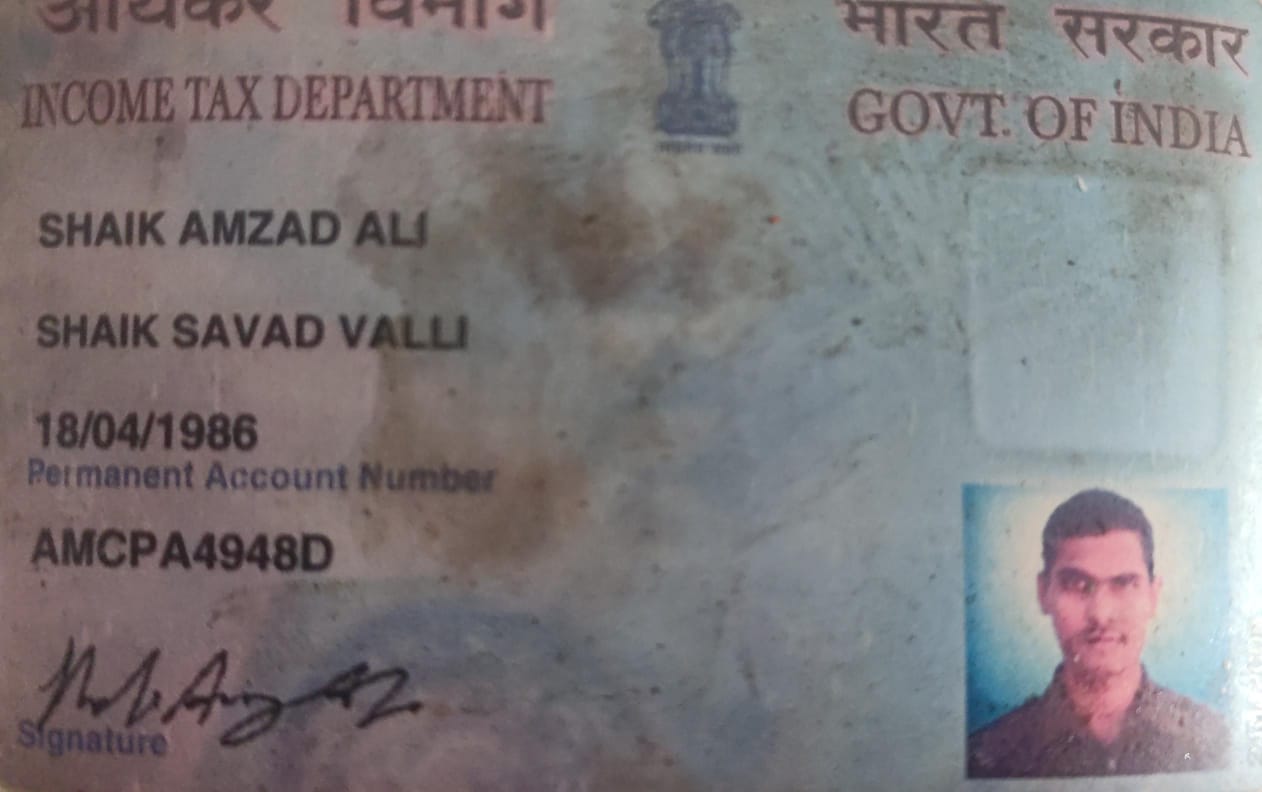 आयकर विभाग
भारत सरकार
INCOME TAX DEPARTMENT
GOVT. OF INDIA
SHAIK AMZAD ALI
SHAIK SAVAD VALLI
18/04/1986
Permanent Account Number
AMCPA4948D
Signature